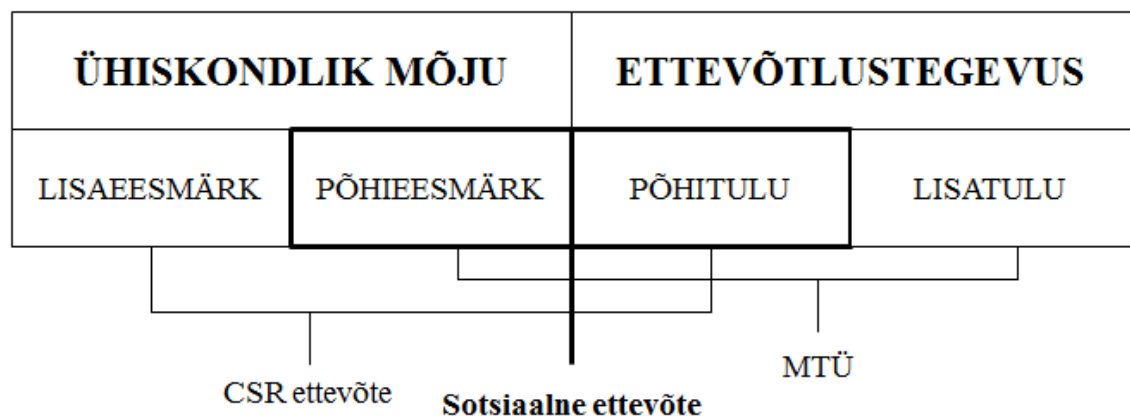 ÜHISKONDLIK MÕJU
ETTEVÕTLUSTEGEVUS
LISAEESMÄRK
PÕHIEESMÄRK
PÕHITULU
LISATULU
CSR ettevõte
Sotsiaalne ettevõte
MTÜ